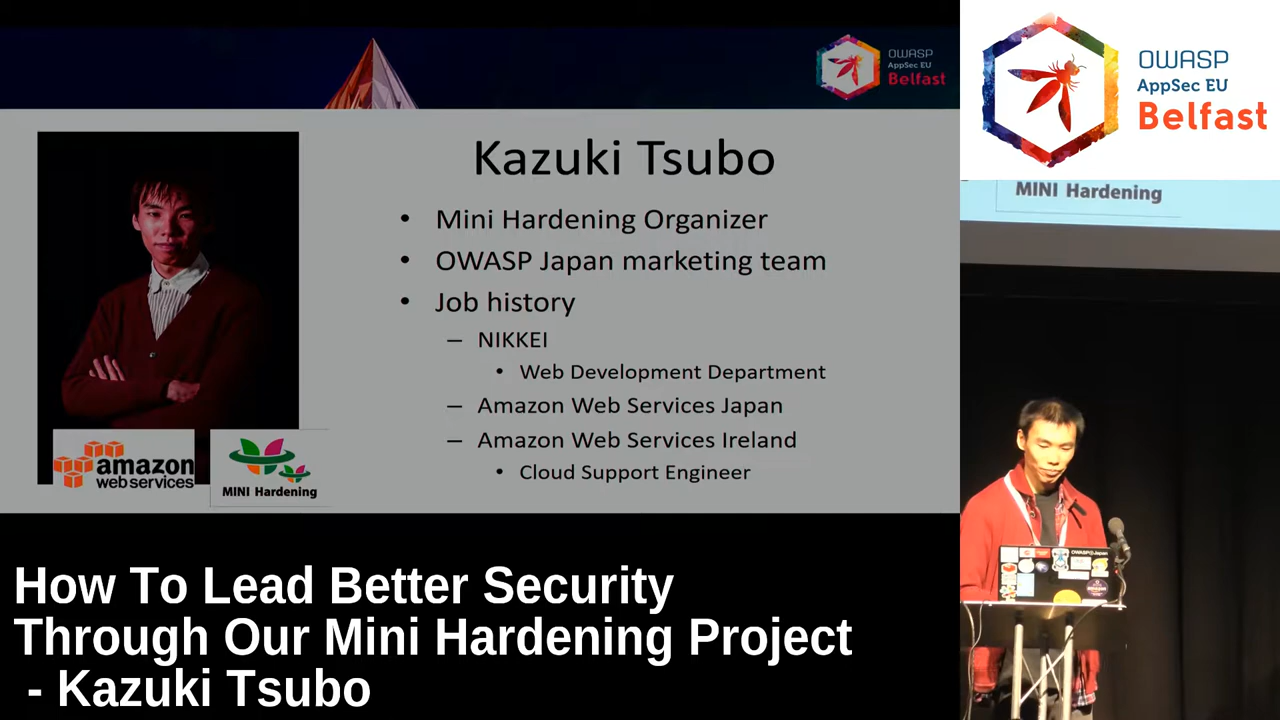 OWASP
AppSec EU
Belfast
Kazuki Tsubo
• Mini Hardening Organizer
• OWASP Japan marketing team
• Job history
– NIKKEI
• Web Development Department
– Amazon Web Services Japan
– Amazon Web Services Ireland
• Cloud Support Engineer
amazon
web services
MINI Hardening
How To Lead Better Security
Through Our Mini Hardening Project
- Kazuki Tsubo
OWASP
AppSec EU
Belfast
MINI Hardening
OWASP Japan